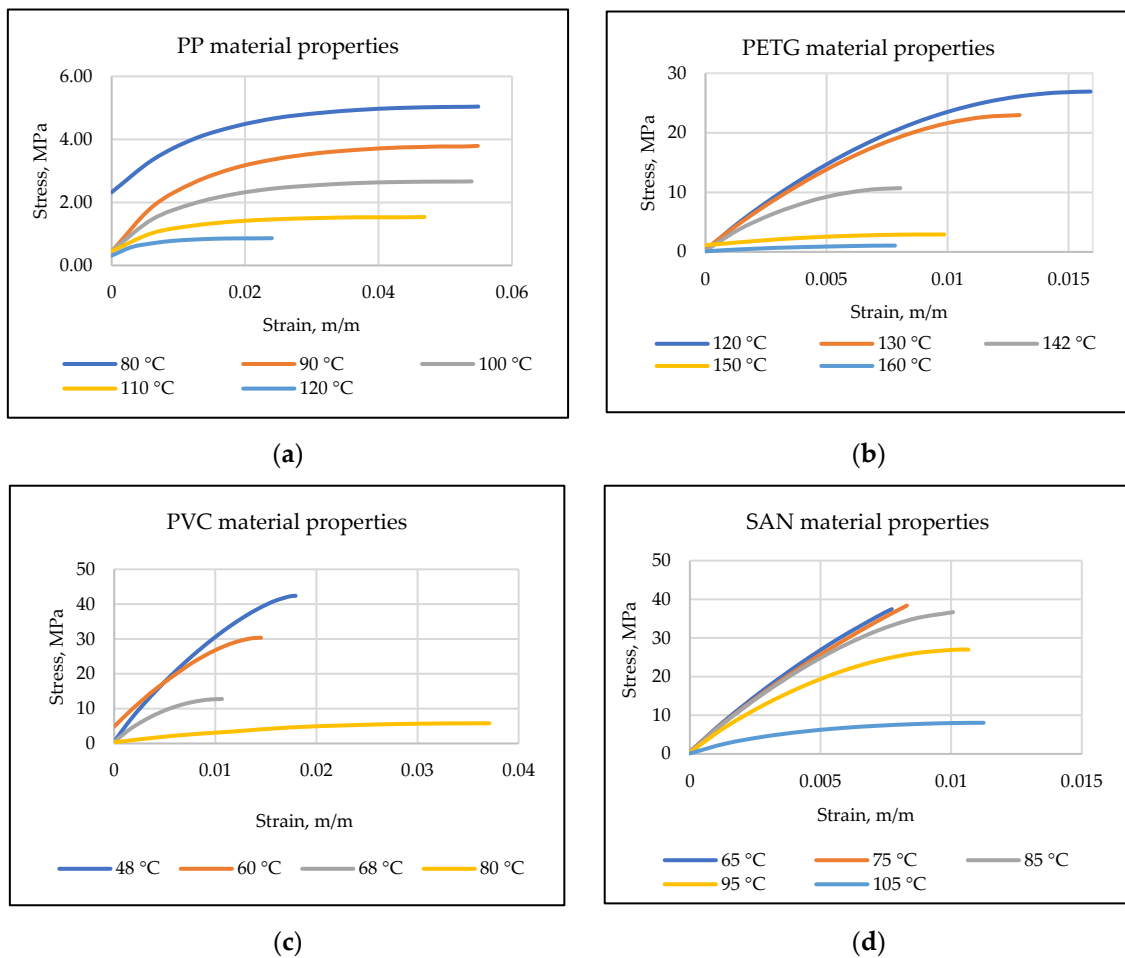 PP material properties
6.00
4.00
2.00
0.00
Stress, MPa
0 0.02 0.04 0.06
Strain, m/m
80 °C 90 °C 100 °C
110 °C 120 °C
(a)
PETG material properties
30
20
10
0
Stress, MPa
0 0.005 0.01 0.015
Strain, m/m
120 °C 130 °C 142 °C
150 °C 160 °C
(b)
PVC material properties
50
40
30
20
10
0
Stress, MPa
0 0.01 0.02 0.03 0.04
Strain, m/m
48 °C 60 °C 68 °C 80 °C
(c)
SAN material properties
50
40
30
20
10
0
Stress, MPa
0 0.005 0.01 0.015
Strain, m/m
65 °C 75 °C 85 °C
95 °C 105 °C
(d)